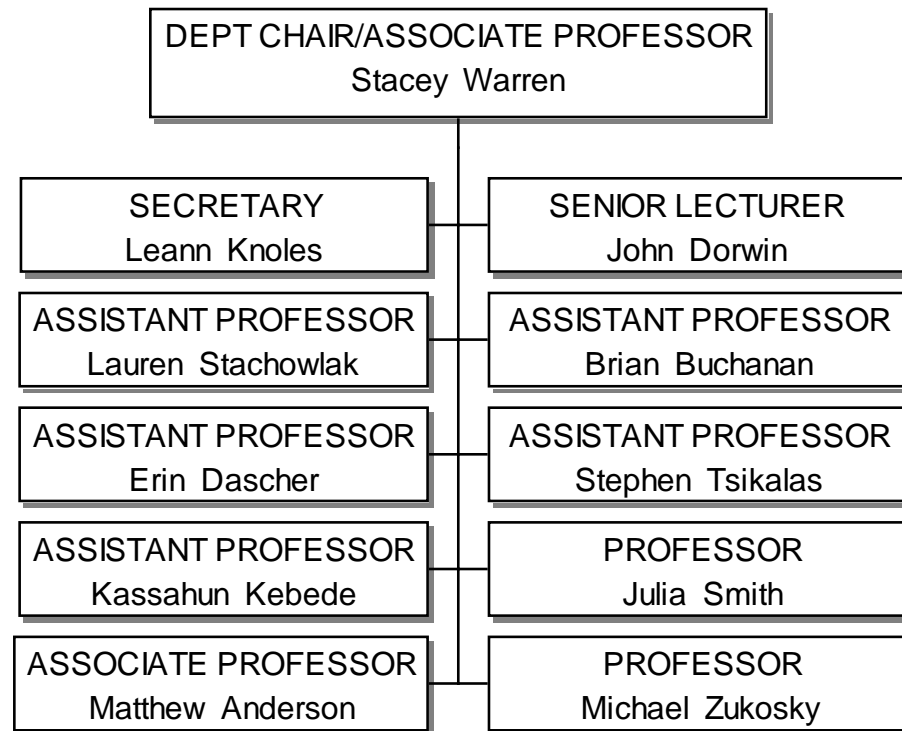 DEPT CHAIR/ASSOCIATE PROFESSOR
Stacey Warren
SECRETARY
Leann Knoles
SENIOR LECTURER
John Dorwin
ASSISTANT PROFESSOR
Lauren Stachowlak
ASSISTANT PROFESSOR
Brian Buchanan
ASSISTANT PROFESSOR
Erin Dascher
ASSISTANT PROFESSOR
Stephen Tsikalas
ASSISTANT PROFESSOR
Kassahun Kebede
PROFESSOR
Julia Smith
ASSOCIATE PROFESSOR
Matthew Anderson
PROFESSOR
Michael Zukosky